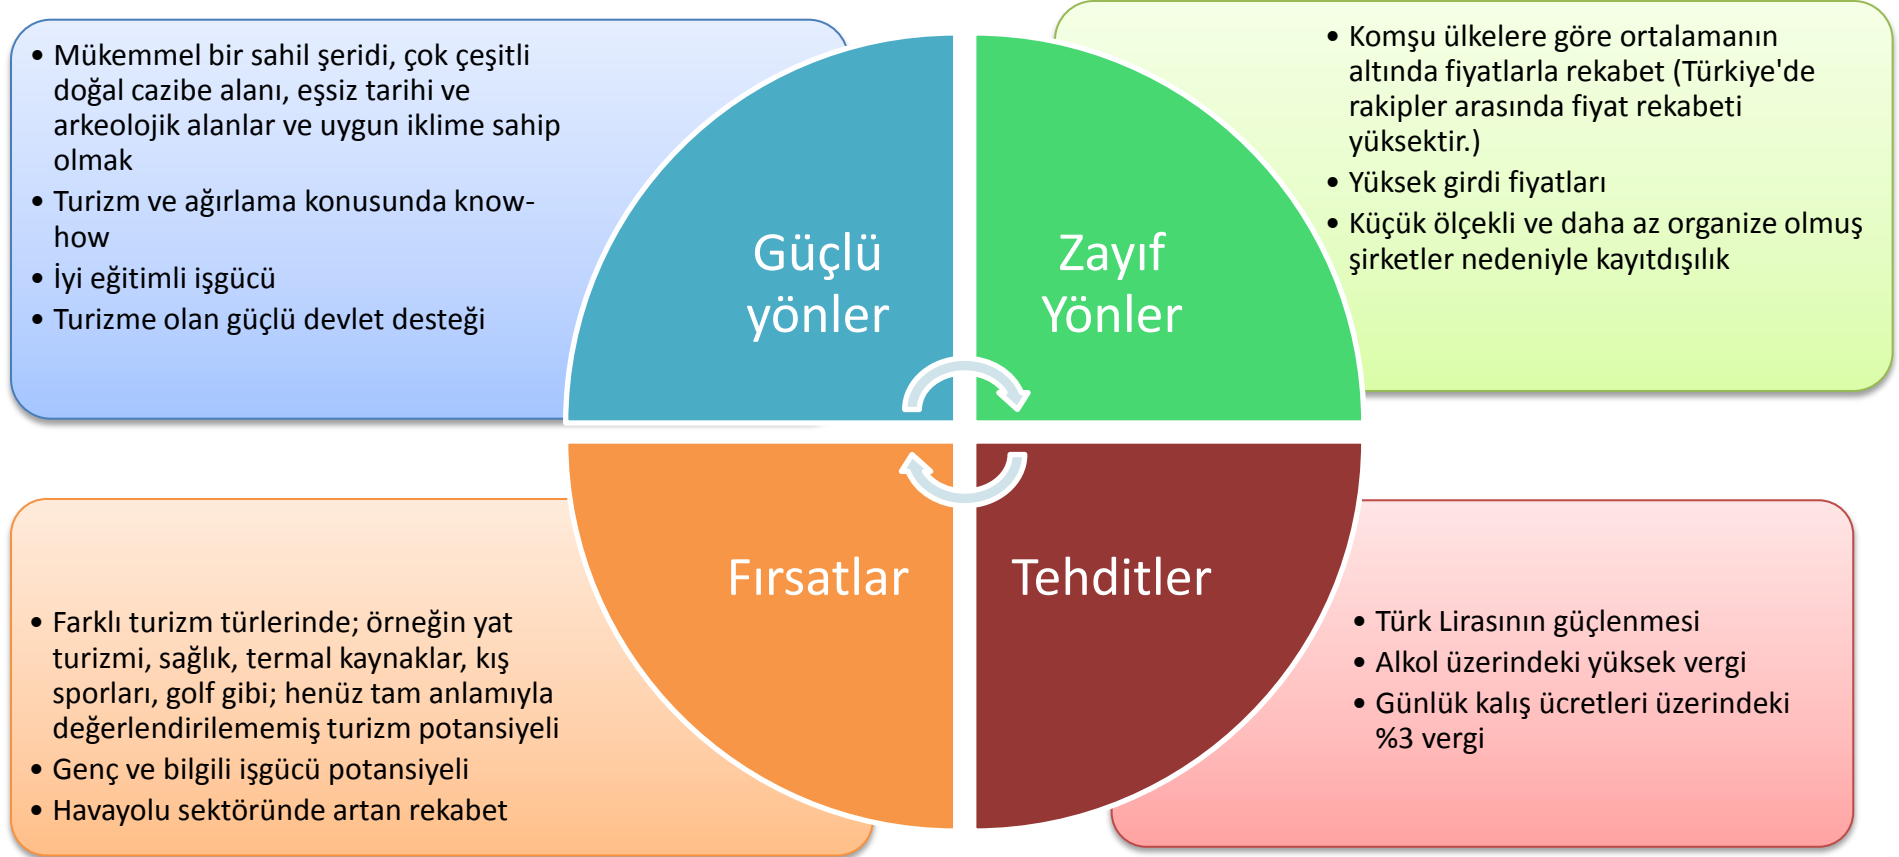 • Mükemmel bir sahil şeridi, çok çeşitli
doğal cazibe alanı, eşsiz tarihi ve
arkeolojik alanlar ve uygun iklime sahip
olmak
• Turizm ve ağırlama konusunda know-
how
• İyi eğitimli işgücü
• Turizme olan güçlü devlet desteği
Güçlü
yönler
Zayıf
Yönler
• Komşu ülkelere göre ortalamanın
altında fiyatlarla rekabet (Türkiye'de
rakipler arasında fiyat rekabeti
yüksektir.)
• Yüksek girdi fiyatları
• Küçük ölçekli ve daha az organize olmuş
şirketler nedeniyle kayıtdışılık
• Farklı turizm türlerinde; örneğin yat
turizmi, sağlık, termal kaynaklar, kış
sporları, golf gibi; henüz tam anlamıyla
değerlendirilememiş turizm potansiyeli
• Genç ve bilgili işgücü potansiyeli
• Havayolu sektöründe artan rekabet
Fırsatlar
Tehditler
• Türk Lirasının güçlenmesi
• Alkol üzerindeki yüksek vergi
• Günlük kalış ücretleri üzerindeki
%3 vergi